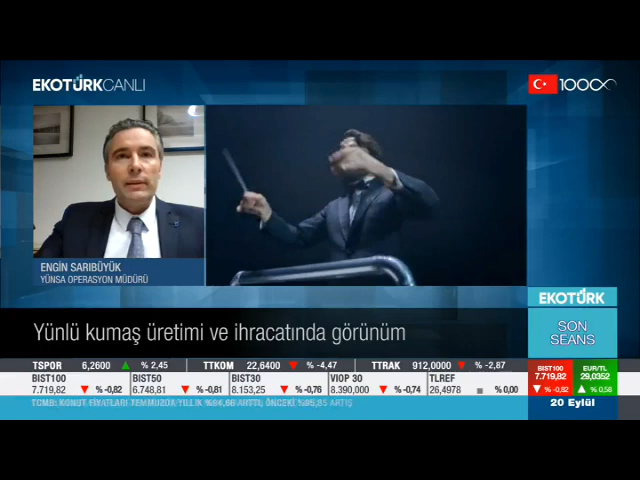 EKOTÜRK CANLI
100
ENGİN SARIBÜYÜK
YÜNSA OPERASYON MÜDÜRÜ
EKOTÜRK
Yünlü kumaş üretimi ve ihracatında görünüm
SON
SEANS
TSPOR 6,2600 % 2,45 TTKOM 22,6400 % -4,47 TTRAK 912,0000 % -2,87
BIST100 BIST50 BIST30 VIOP 30 TLREF
7.719,82 % -0,82 6.748,81 % -0,81 8.153,25 % -0,76 8.390,000 % -0,74 26,4978 % 0,00
BIST100 EUR/TL
7.719,82 29,0352
% -0,82 % 0,58
20 Eylül